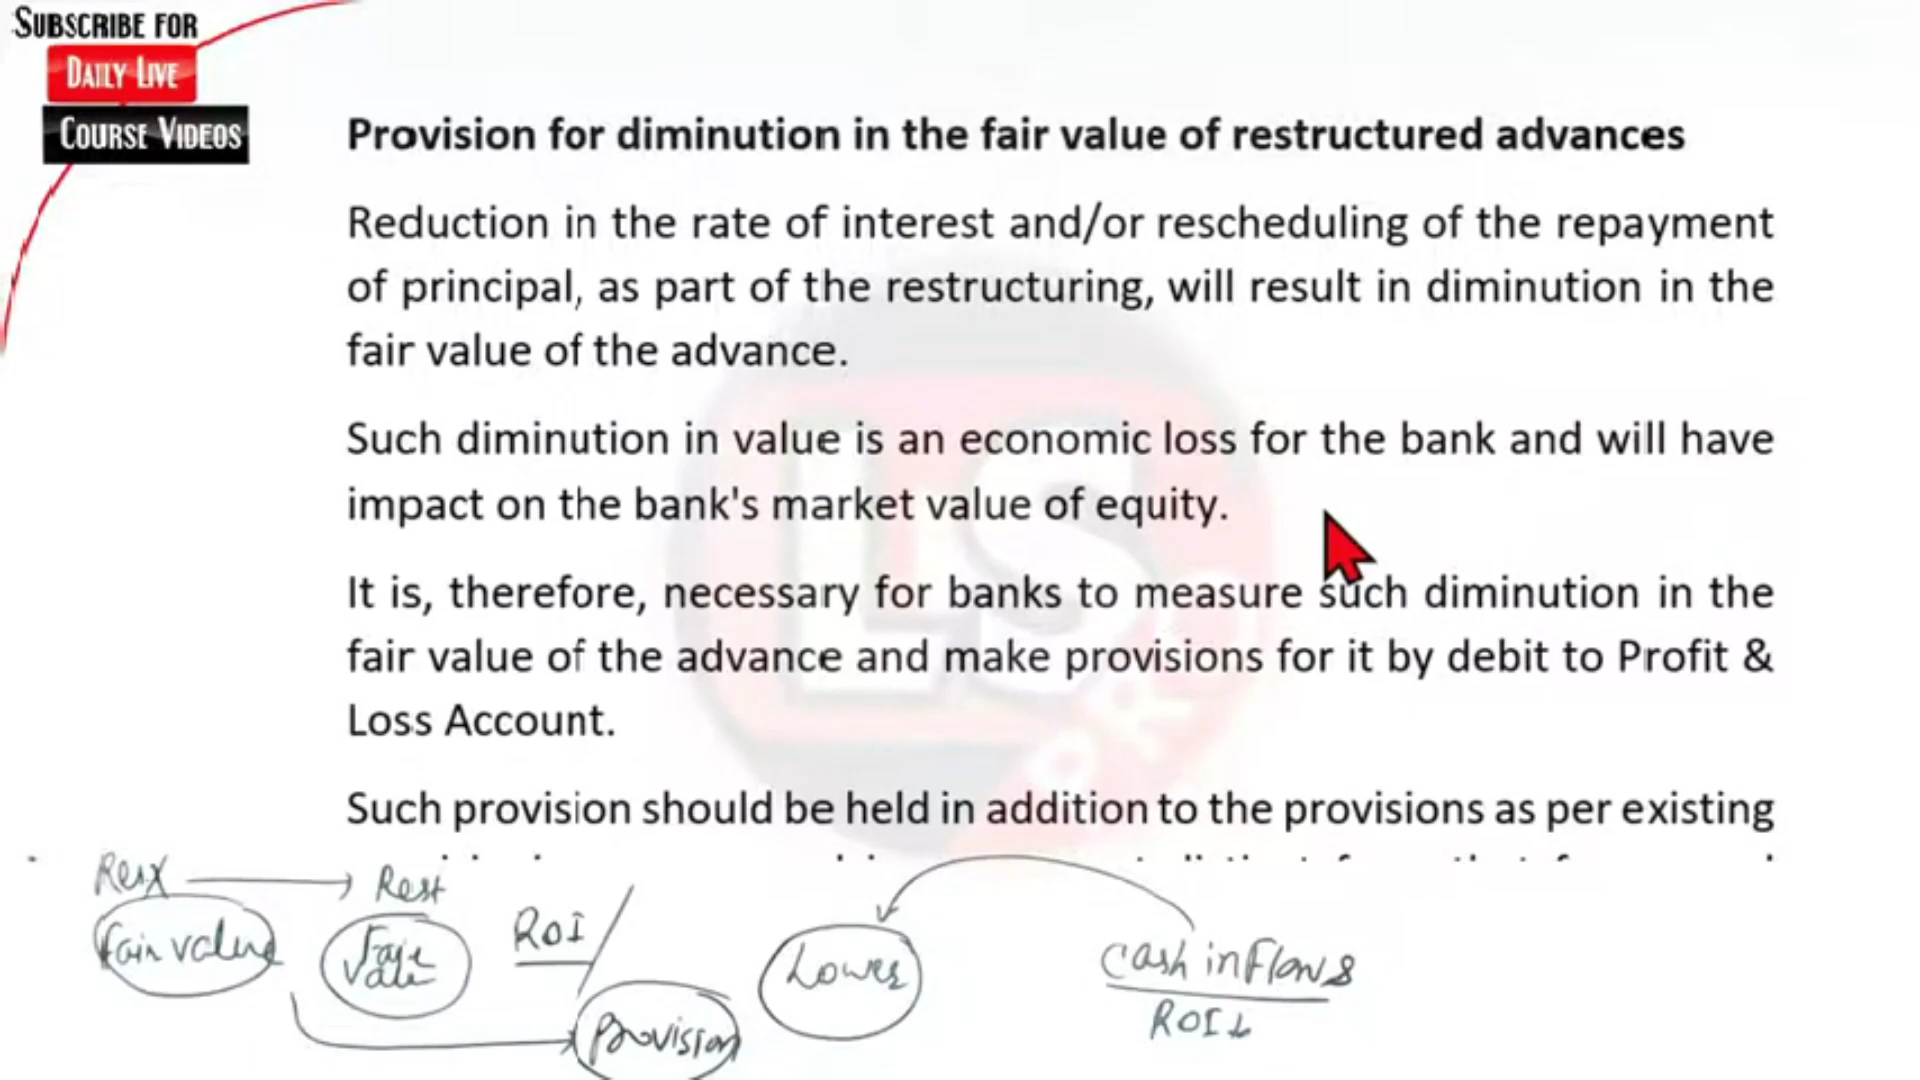 SUBSCRIBE FOR
DAILY LIVE
COURSE VIDEOS
Provision for diminution in the fair value of restructured advances
Reduction in the rate of interest and/or rescheduling of the repayment
of principal, as part of the restructuring, will result in diminution in the
fair value of the advance.
Such diminution in value is an economic loss for the bank and will have
impact on the bank's market value of equity.
It is, therefore, necessary for banks to measure such diminution in the
fair value of the advance and make provisions for it by debit to Profit &
Loss Account.
Such provision should be held in addition to the provisions as per existing
Rest
Fair value
Fair
ROI
Lower
Cash inflows
ROI
Provision
LS